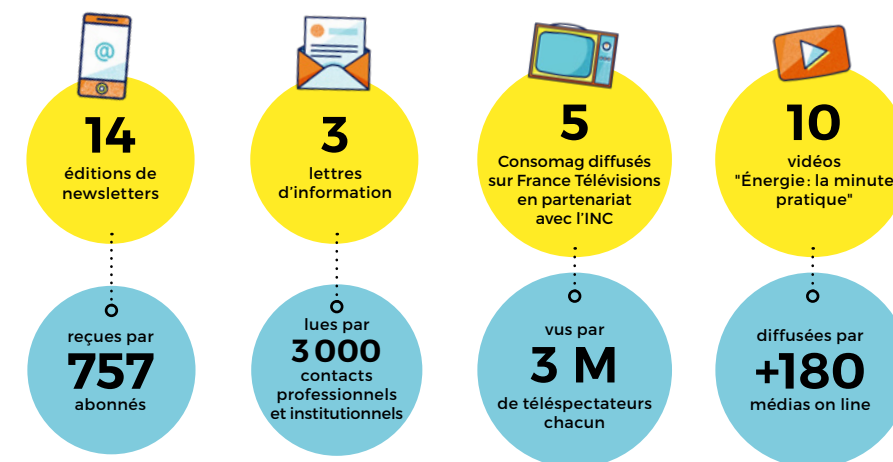 @
14
éditions de
newsletters
reçues par
757
abonnés
3
lettres
d’information
lues par
3 000
contacts
professionnels
et institutionnels
5
Consomag diffusés
sur France Télévisions
en partenariat
avec l’INC
vus par
3 M
de téléspectateurs
chacun
10
vidéos
"Énergie : la minute
pratique"
diffusées par
+180
médias on line